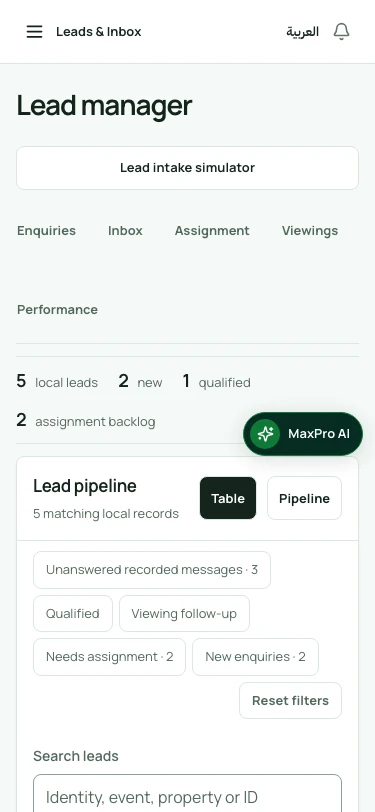 Leads & Inbox العربية
Lead manager
Lead intake simulator
Enquiries Inbox Assignment Viewings
Performance
5 local leads 2 new 1 qualified
2 assignment backlog
MaxPro AI
Lead pipeline
5 matching local records
Table Pipeline
Unanswered recorded messages · 3
Qualified Viewing follow-up
Needs assignment · 2 New enquiries · 2
Reset filters
Search leads
Identity, event, property or ID